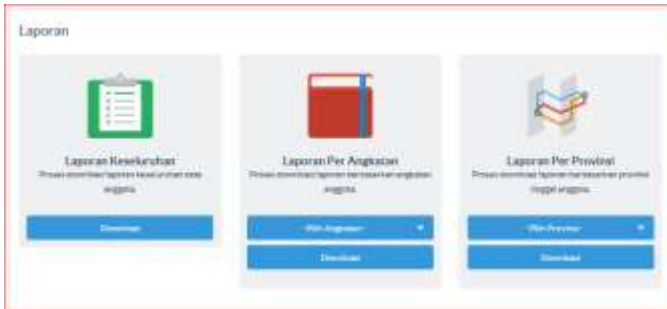 Laporan
Laporan Keseluruhan
Proses download laporan keseluruhan data
anggota.
Download
Laporan Per Angkatan
Proses download laporan berdasarkan angkatan
anggota.
- Pilih Angkatan -
Download
Laporan Per Provinsi
Proses download laporan berdasarkan provinsi
tinggal anggota.
- Pilih Provinsi -
Download